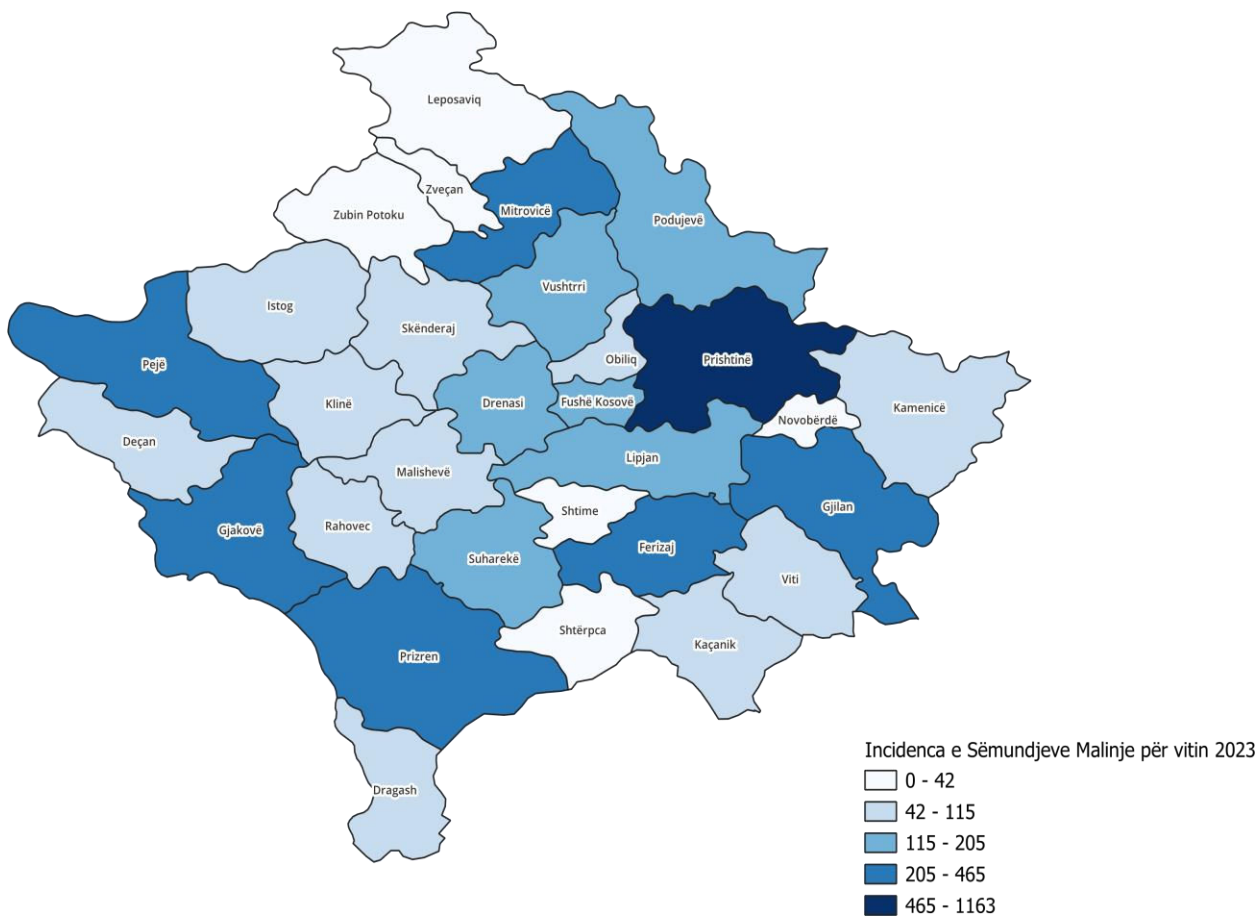 Leposaviq
Zveçan
Zubin Potoku
Mitrovicë
Podujevë
Vushtrri
Istog
Skënderaj
Obiliq
Prishtinë
Pejë
Klinë
Drenasi
Fushë Kosovë
Kamenicë
Novobërdë
Deçan
Malishevë
Lipjan
Gjakovë
Rahovec
Shtime
Gjilan
Suharekë
Ferizaj
Viti
Shtërpca
Kaçanik
Prizren
Dragash
Incidenca e Sëmundjeve Malinje për vitin 2023
0 - 42
42 - 115
115 - 205
205 - 465
465 - 1163